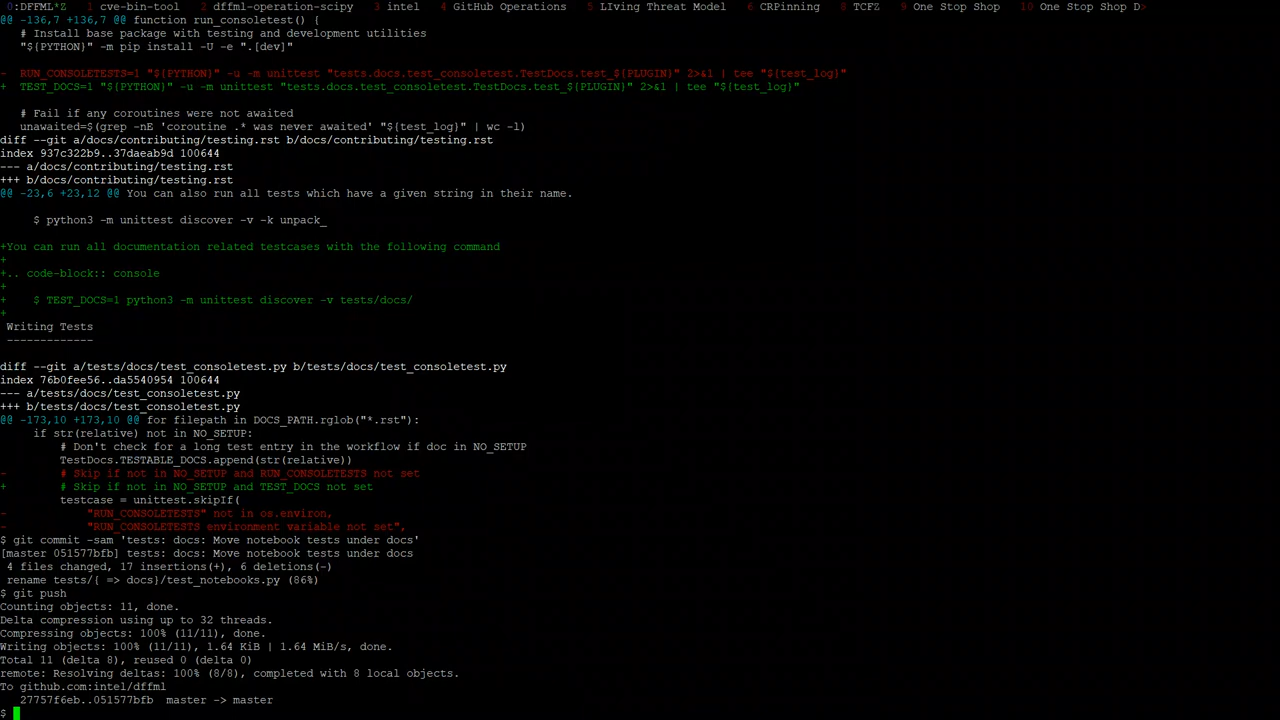 0:DFFML*Z  1 cve-bin-tool  2 dffml-operation-scipy  3 intel  4 GitHub Operations  5 LIving Threat Model  6 CRPinning  8 TCFZ  9 One Stop Shop  10 One Stop Shop D>
@@ -136,7 +136,7 @@ function run_consoletest() {
   # Install base package with testing and development utilities
   "${PYTHON}" -m pip install -U -e ".[dev]"
-  RUN_CONSOLETESTS=1 "${PYTHON}" -u -m unittest "tests.docs.test_consoletest.TestDocs.test_${PLUGIN}" 2>&1 | tee "${test_log}"
+  TEST_DOCS=1 "${PYTHON}" -u -m unittest "tests.docs.test_consoletest.TestDocs.test_${PLUGIN}" 2>&1 | tee "${test_log}"
   # Fail if any coroutines were not awaited
   unawaited=$(grep -nE 'coroutine .* was never awaited' "${test_log}" | wc -l)
diff --git a/docs/contributing/testing.rst b/docs/contributing/testing.rst
index 937c322b9..37daeab9d 100644
--- a/docs/contributing/testing.rst
+++ b/docs/contributing/testing.rst
@@ -23,6 +23,12 @@ You can also run all tests which have a given string in their name.
     $ python3 -m unittest discover -v -k unpack_
+You can run all documentation related testcases with the following command
+
+.. code-block:: console
+
+    $ TEST_DOCS=1 python3 -m unittest discover -v tests/docs/
+
 Writing Tests
 -------------
diff --git a/tests/docs/test_consoletest.py b/tests/docs/test_consoletest.py
index 76b0fee56..da5540954 100644
--- a/tests/docs/test_consoletest.py
+++ b/tests/docs/test_consoletest.py
@@ -173,10 +173,10 @@ for filepath in DOCS_PATH.rglob("*.rst"):
     if str(relative) not in NO_SETUP:
         # Don't check for a long test entry in the workflow if doc in NO_SETUP
         TestDocs.TESTABLE_DOCS.append(str(relative))
-        # Skip if not in NO_SETUP and RUN_CONSOLETESTS not set
+        # Skip if not in NO_SETUP and TEST_DOCS not set
         testcase = unittest.skipIf(
-            "RUN_CONSOLETESTS" not in os.environ,
-            "RUN_CONSOLETESTS environment variable not set",
$ git commit -sam 'tests: docs: Move notebook tests under docs'
[master 051577bfb] tests: docs: Move notebook tests under docs
 4 files changed, 17 insertions(+), 6 deletions(-)
 rename tests/{ => docs}/test_notebooks.py (86%)
$ git push
Counting objects: 11, done.
Delta compression using up to 32 threads.
Compressing objects: 100% (11/11), done.
Writing objects: 100% (11/11), 1.64 KiB | 1.64 MiB/s, done.
Total 11 (delta 8), reused 0 (delta 0)
remote: Resolving deltas: 100% (8/8), completed with 8 local objects.
To github.com:intel/dffml
   27757f6eb..051577bfb  master -> master
$